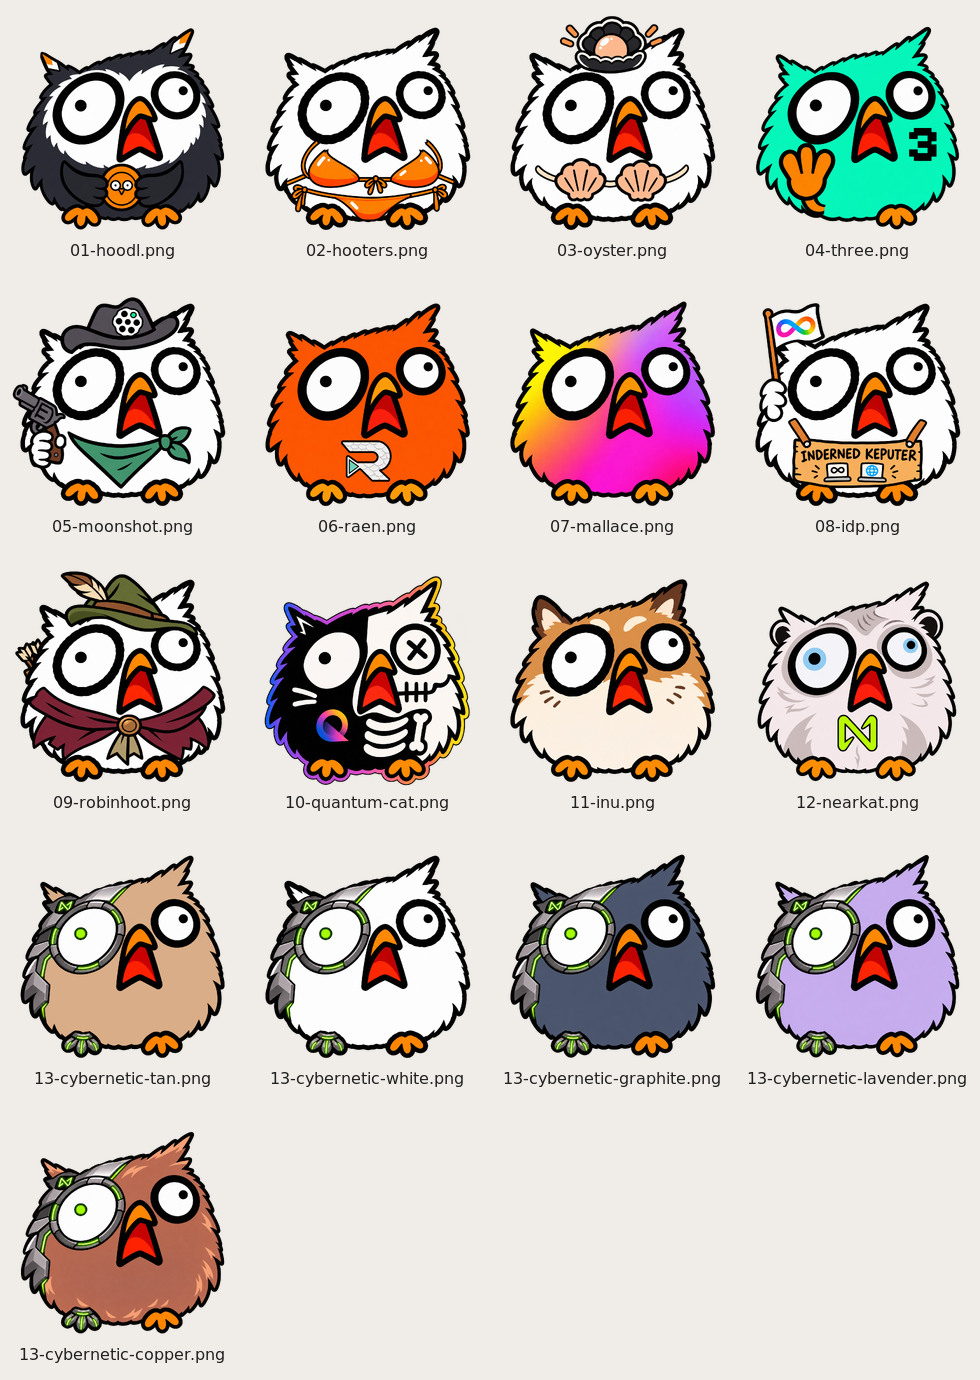 01-hoodl.png
02-hooters.png
03-oyster.png
3
04-three.png
05-moonshot.png
R
06-raen.png
07-mallace.png
INDERNED KEPUTER
08-idp.png
09-robinhoot.png
10-quantum-cat.png
11-inu.png
12-nearkat.png
13-cybernetic-tan.png
13-cybernetic-white.png
13-cybernetic-graphite.png
13-cybernetic-lavender.png
13-cybernetic-copper.png